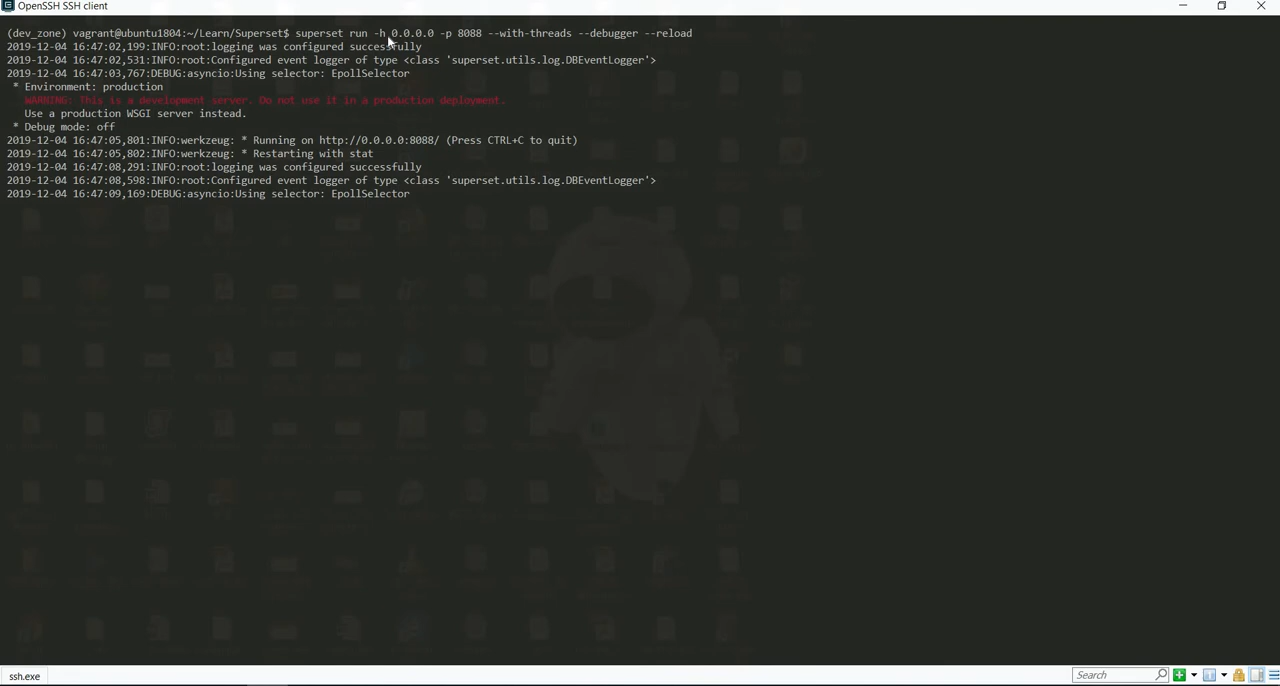 OpenSSH SSH client
(dev_zone) vagrant@ubuntu1804:~/Learn/Superset$ superset run -h 0.0.0.0 -p 8088 --with-threads --debugger --reload
2019-12-04 16:47:02,199:INFO:root:logging was configured successfully
2019-12-04 16:47:02,531:INFO:root:Configured event logger of type <class 'superset.utils.log.DBEventLogger'>
2019-12-04 16:47:03,767:DEBUG:asyncio:Using selector: EpollSelector
* Environment: production
WARNING: This is a development server. Do not use it in a production deployment.
Use a production WSGI server instead.
* Debug mode: off
2019-12-04 16:47:05,801:INFO:werkzeug: * Running on http://0.0.0.0:8088/ (Press CTRL+C to quit)
2019-12-04 16:47:05,802:INFO:werkzeug: * Restarting with stat
2019-12-04 16:47:08,291:INFO:root:logging was configured successfully
2019-12-04 16:47:08,598:INFO:root:Configured event logger of type <class 'superset.utils.log.DBEventLogger'>
2019-12-04 16:47:09,169:DEBUG:asyncio:Using selector: EpollSelector
ssh.exe
Search